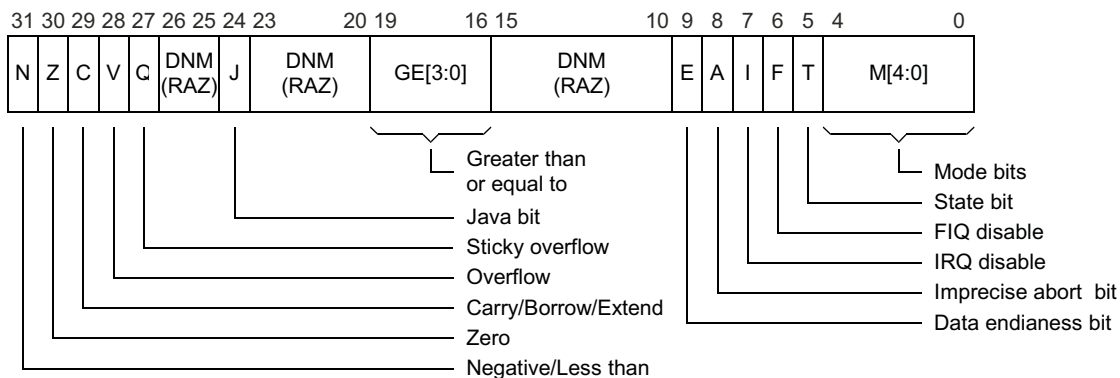 31 30 29 28 27 26 25 24 23 20 19 16 15 10 9 8 7 6 5 4 0
N Z C V Q DNM (RAZ) J DNM (RAZ) GE[3:0] DNM (RAZ) E A I F T M[4:0]
Greater than
or equal to
Java bit
Sticky overflow
Overflow
Carry/Borrow/Extend
Zero
Negative/Less than
Mode bits
State bit
FIQ disable
IRQ disable
Imprecise abort bit
Data endianess bit